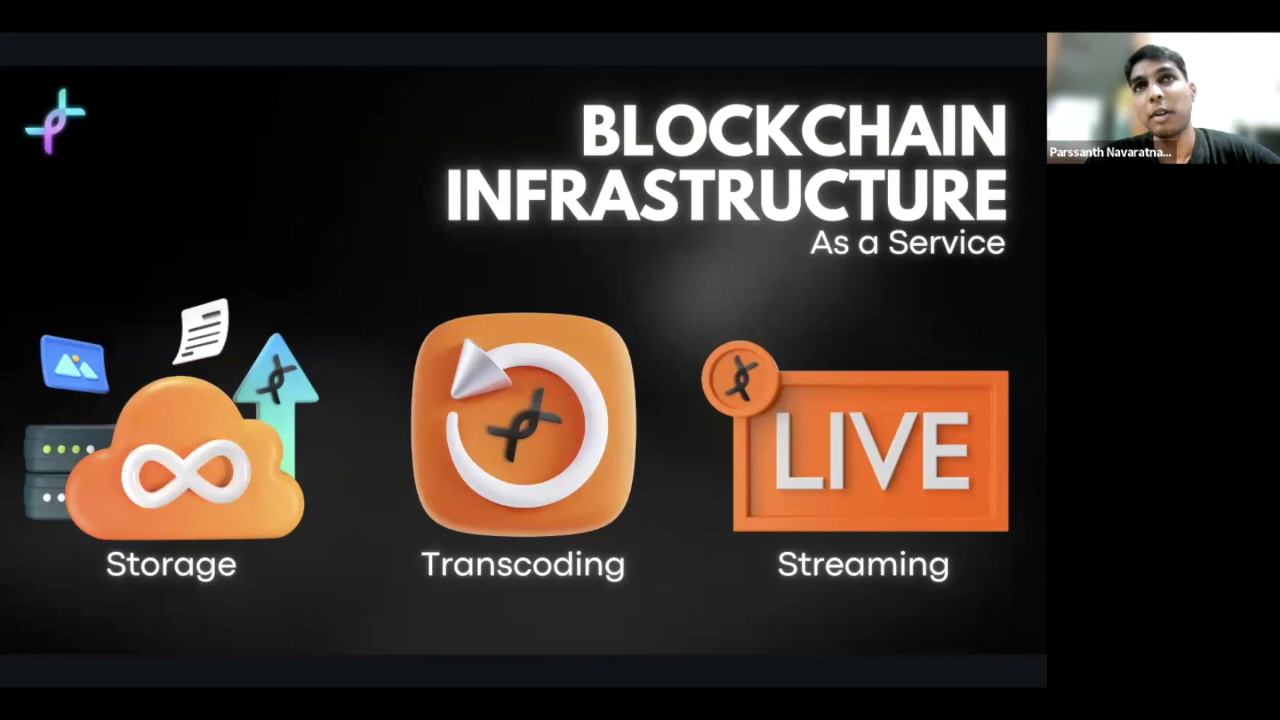 BLOCKCHAIN
INFRASTRUCTURE
As a Service
Parssanth Navaratna...
LIVE
Storage
Transcoding
Streaming